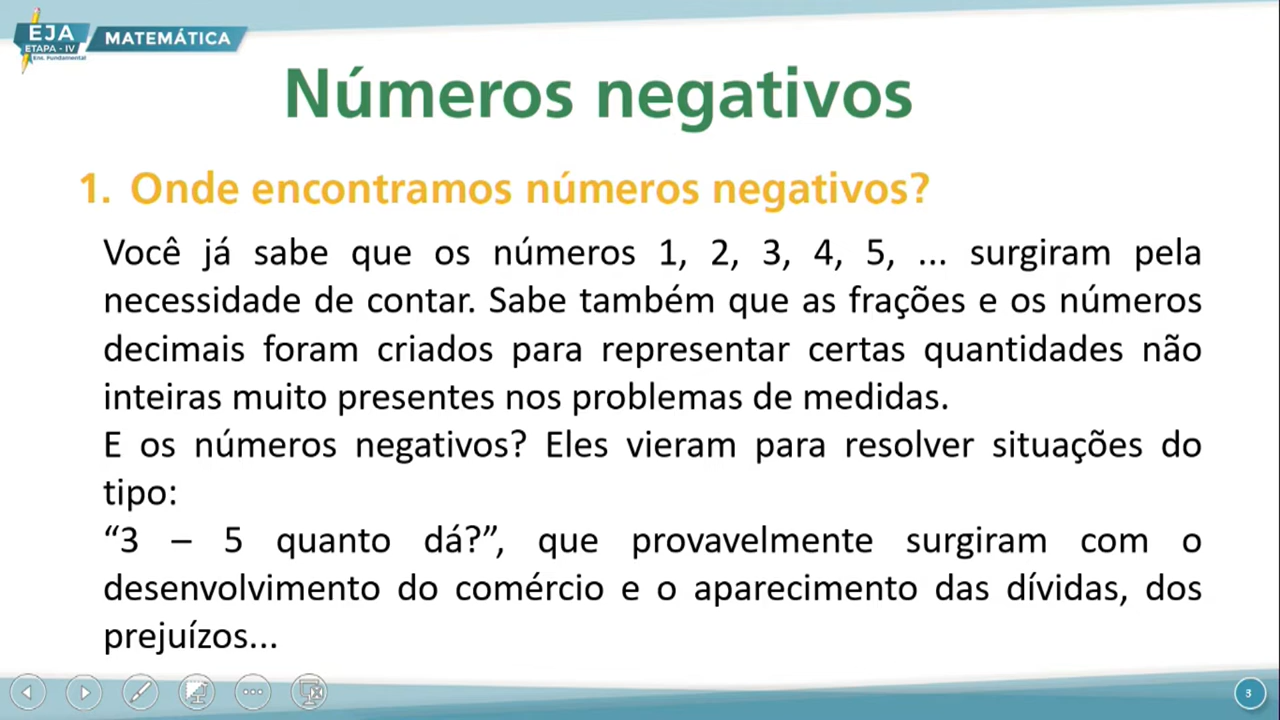 EJA
ETAPA - IV
Ens. Fundamental
MATEMÁTICA
Números negativos
1. Onde encontramos números negativos?
Você já sabe que os números 1, 2, 3, 4, 5, ... surgiram pela
necessidade de contar. Sabe também que as frações e os números
decimais foram criados para representar certas quantidades não
inteiras muito presentes nos problemas de medidas.
E os números negativos? Eles vieram para resolver situações do
tipo:
“3 – 5 quanto dá?”, que provavelmente surgiram com o
desenvolvimento do comércio e o aparecimento das dívidas, dos
prejuízos...
3